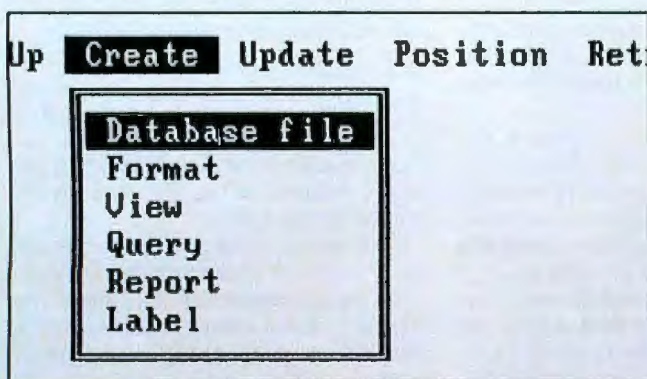 Up Create Update Position Ret
Database file
Format
View
Query
Report
Label